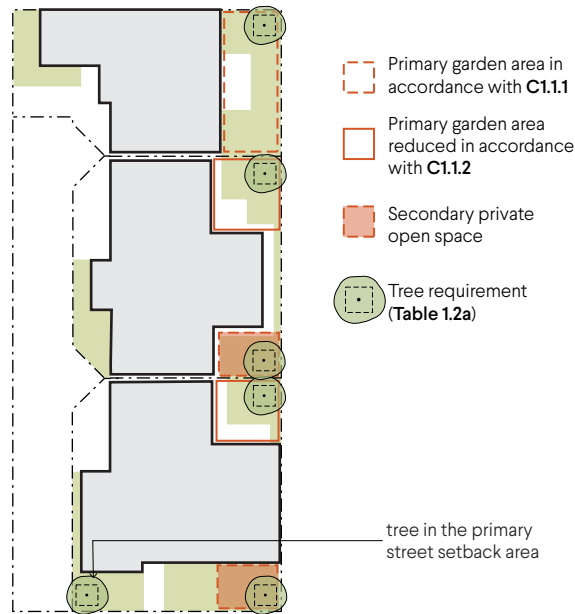 Primary garden area in
accordance with C1.1.1
Primary garden area
reduced in accordance
with C1.1.2
Secondary private
open space
Tree requirement
(Table 1.2a)
tree in the primary
street setback area